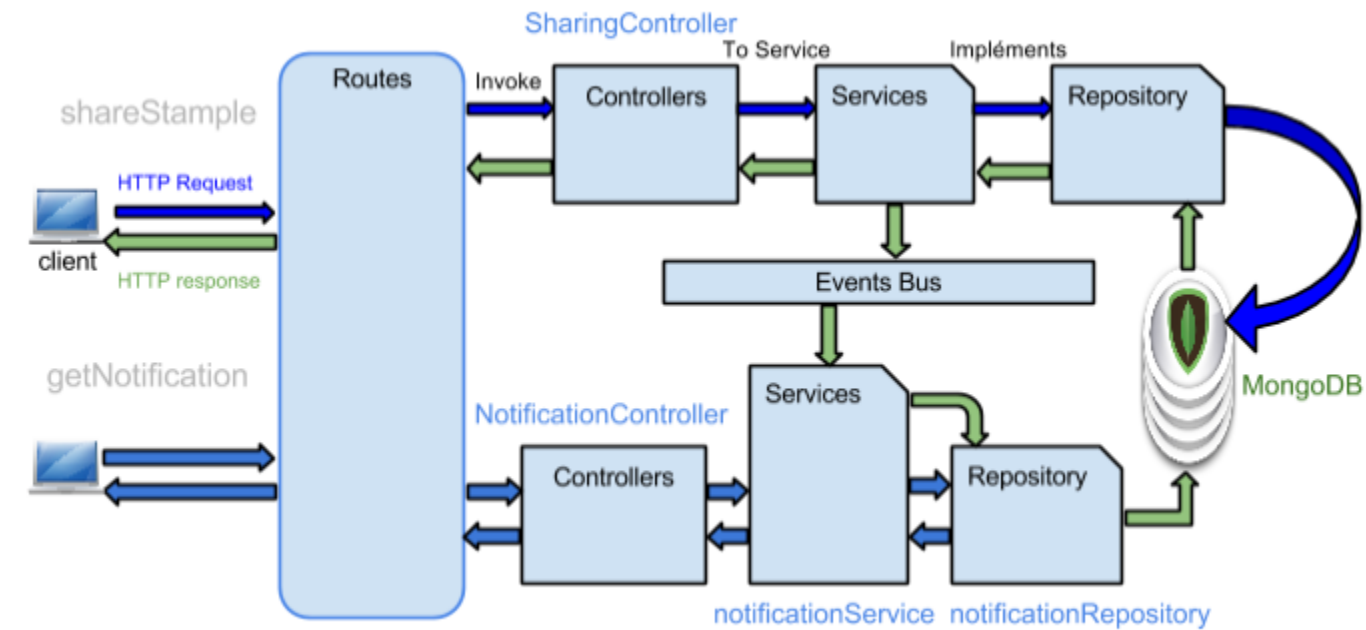 SharingController
Routes
Invoke
Controllers
To Service
Services
Impléments
Repository
shareStample
HTTP Request
client
HTTP response
Events Bus
MongoDB
getNotification
NotificationController
Controllers
Services
Repository
notificationService
notificationRepository